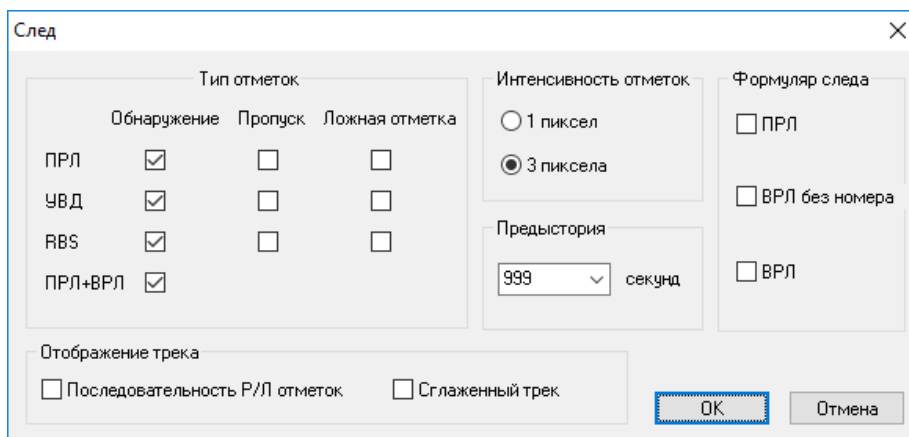 След
Тип отметок
Обнаружение Пропуск Ложная отметка
ПРЛ
УВД
RBS
ПРЛ+ВРЛ
Интенсивность отметок
1 пиксел
3 пиксела
Предыстория
999 секунд
Формуляр следа
ПРЛ
ВРЛ без номера
ВРЛ
Отображение трека
Последовательность Р/Л отметок Сглаженный трек
OK Отмена